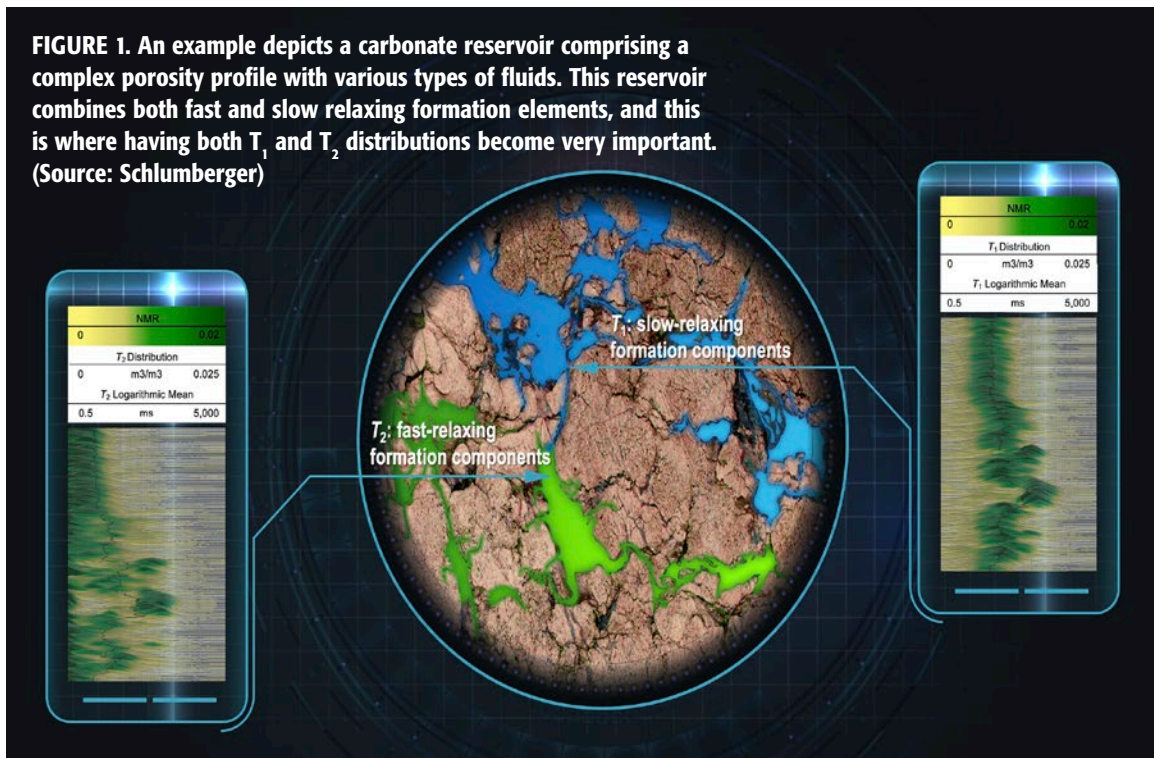 FIGURE 1. An example depicts a carbonate reservoir comprising a
complex porosity profile with various types of fluids. This reservoir
combines both fast and slow relaxing formation elements, and this
is where having both T1 and T2 distributions become very important.
(Source: Schlumberger)
NMR
0 0.02
T2 Distribution
0 m3/m3 0.025
T2 Logarithmic Mean
0.5 ms 5,000
T2: fast-relaxing
formation components
T1: slow-relaxing
formation components
NMR
0 0.02
T1 Distribution
0 m3/m3 0.025
T1 Logarithmic Mean
0.5 ms 5,000